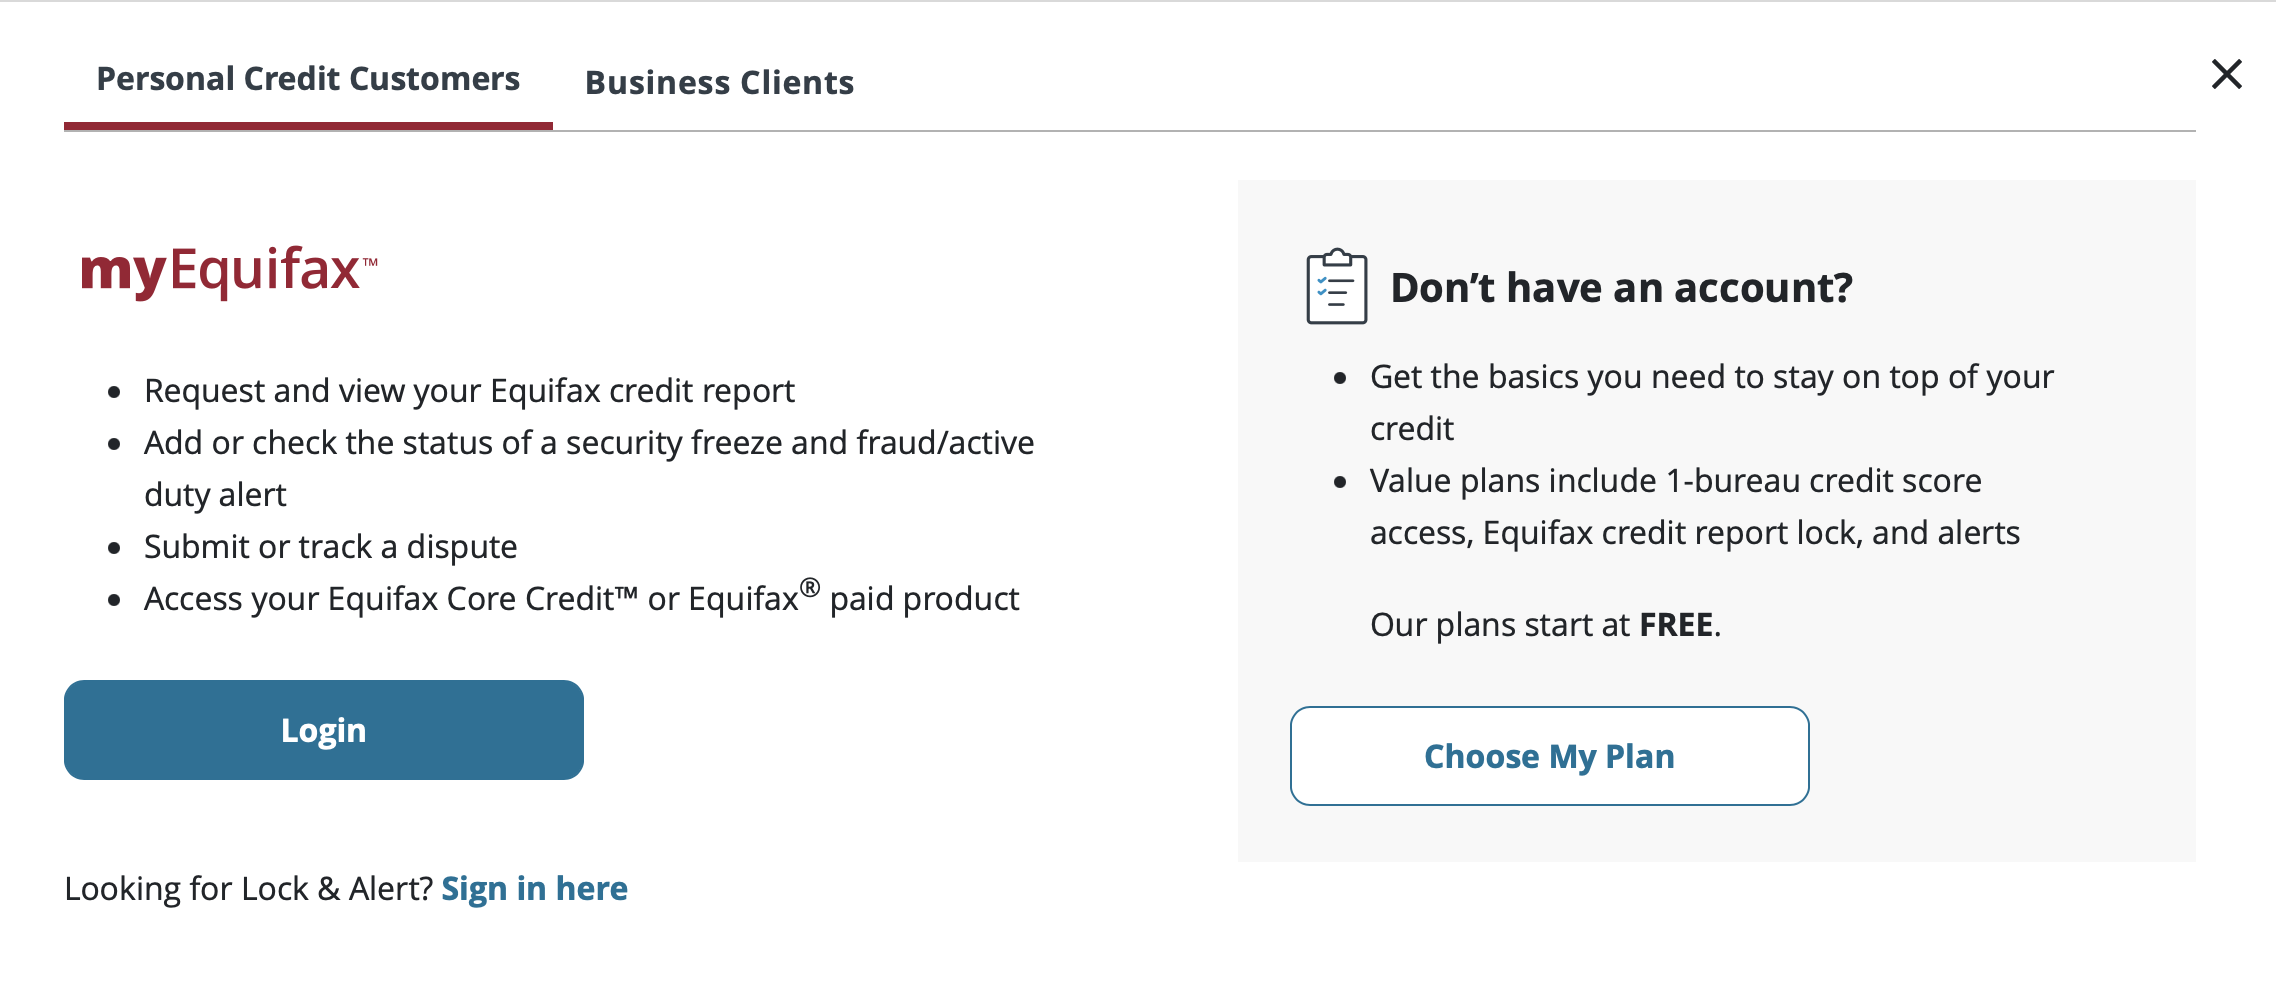 Personal Credit Customers
Business Clients
myEquifax™
• Request and view your Equifax credit report
• Add or check the status of a security freeze and fraud/active
duty alert
• Submit or track a dispute
• Access your Equifax Core Credit™ or Equifax® paid product
Login
Looking for Lock & Alert? Sign in here
Don’t have an account?
• Get the basics you need to stay on top of your
credit
• Value plans include 1-bureau credit score
access, Equifax credit report lock, and alerts
Our plans start at FREE.
Choose My Plan